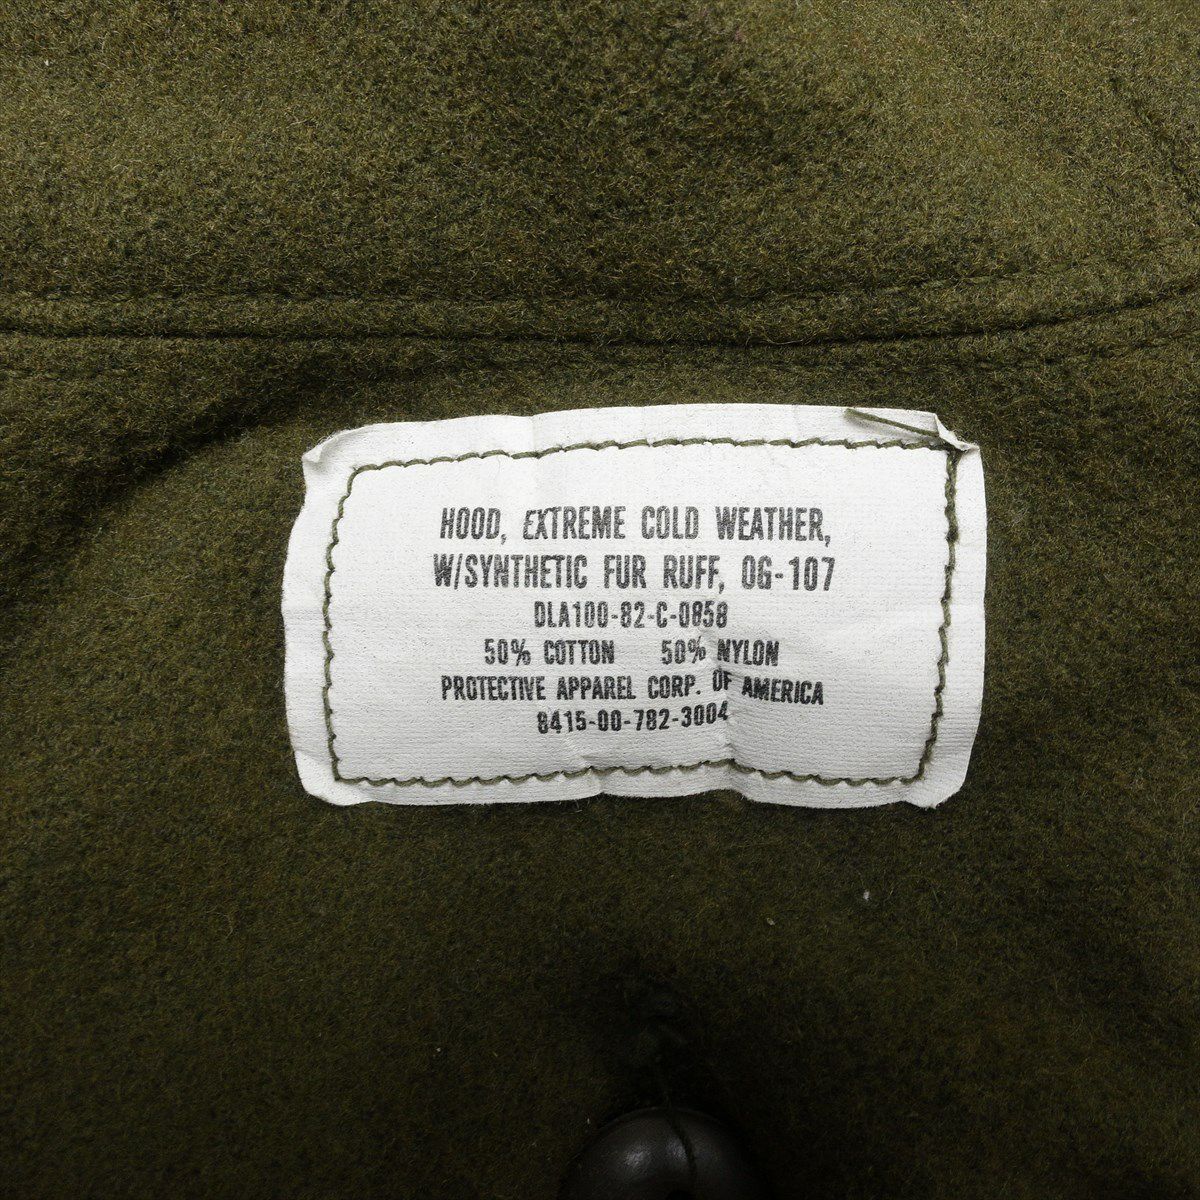 HOOD, EXTREME COLD WEATHER,
W/SYNTHETIC FUR RUFF, OG-107
DLA100-82-C-0858
50% COTTON 50% NYLON
PROTECTIVE APPAREL CORP. OF AMERICA
8415-00-782-3004